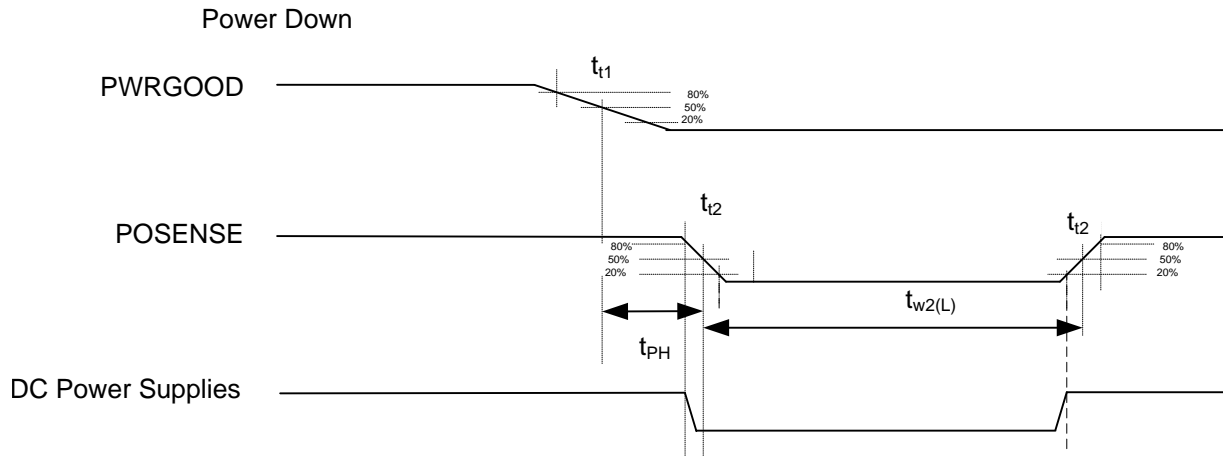 Power Down
t_t1
PWRGOOD
80%
50%
20%
t_t2
t_t2
POSENSE
80%
50%
20%
80%
50%
20%
t_w2(L)
t_PH
DC Power Supplies